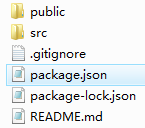 public
src
.gitignore
package.json
package-lock.json
README.md